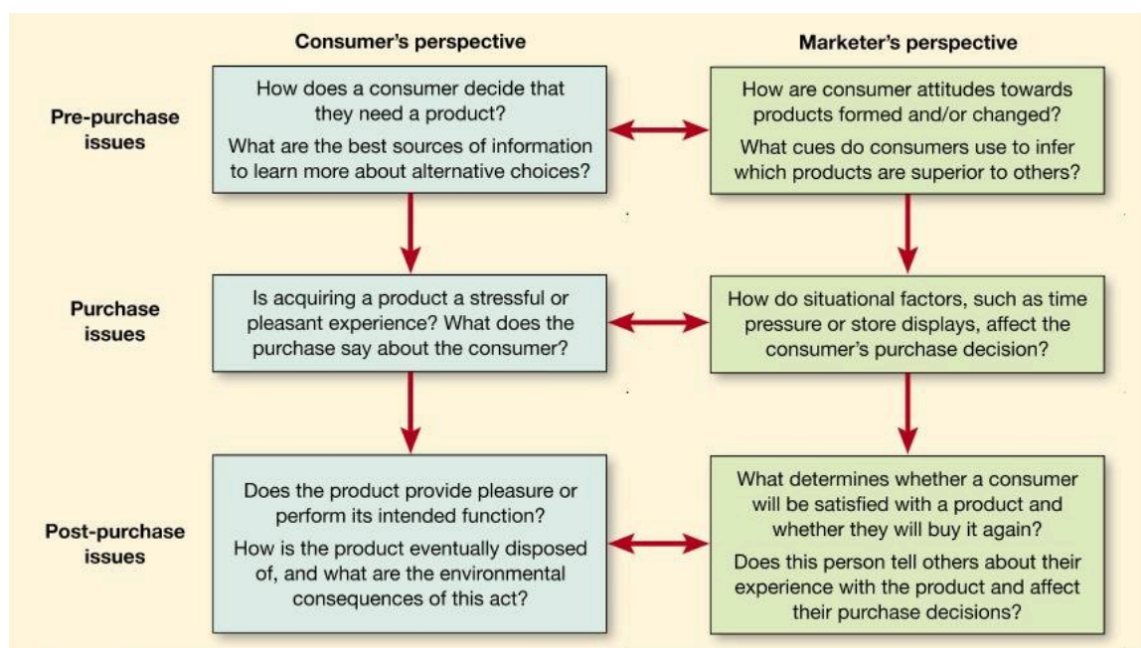 Consumer's perspective
Marketer's perspective
Pre-purchase
issues
How does a consumer decide that
they need a product?
What are the best sources of information
to learn more about alternative choices?
How are consumer attitudes towards
products formed and/or changed?
What cues do consumers use to infer
which products are superior to others?
Purchase
issues
Is acquiring a product a stressful or
pleasant experience? What does the
purchase say about the consumer?
How do situational factors, such as time
pressure or store displays, affect the
consumer's purchase decision?
Post-purchase
issues
Does the product provide pleasure or
perform its intended function?
How is the product eventually disposed
of, and what are the environmental
consequences of this act?
What determines whether a consumer
will be satisfied with a product and
whether they will buy it again?
Does this person tell others about their
experience with the product and affect
their purchase decisions?